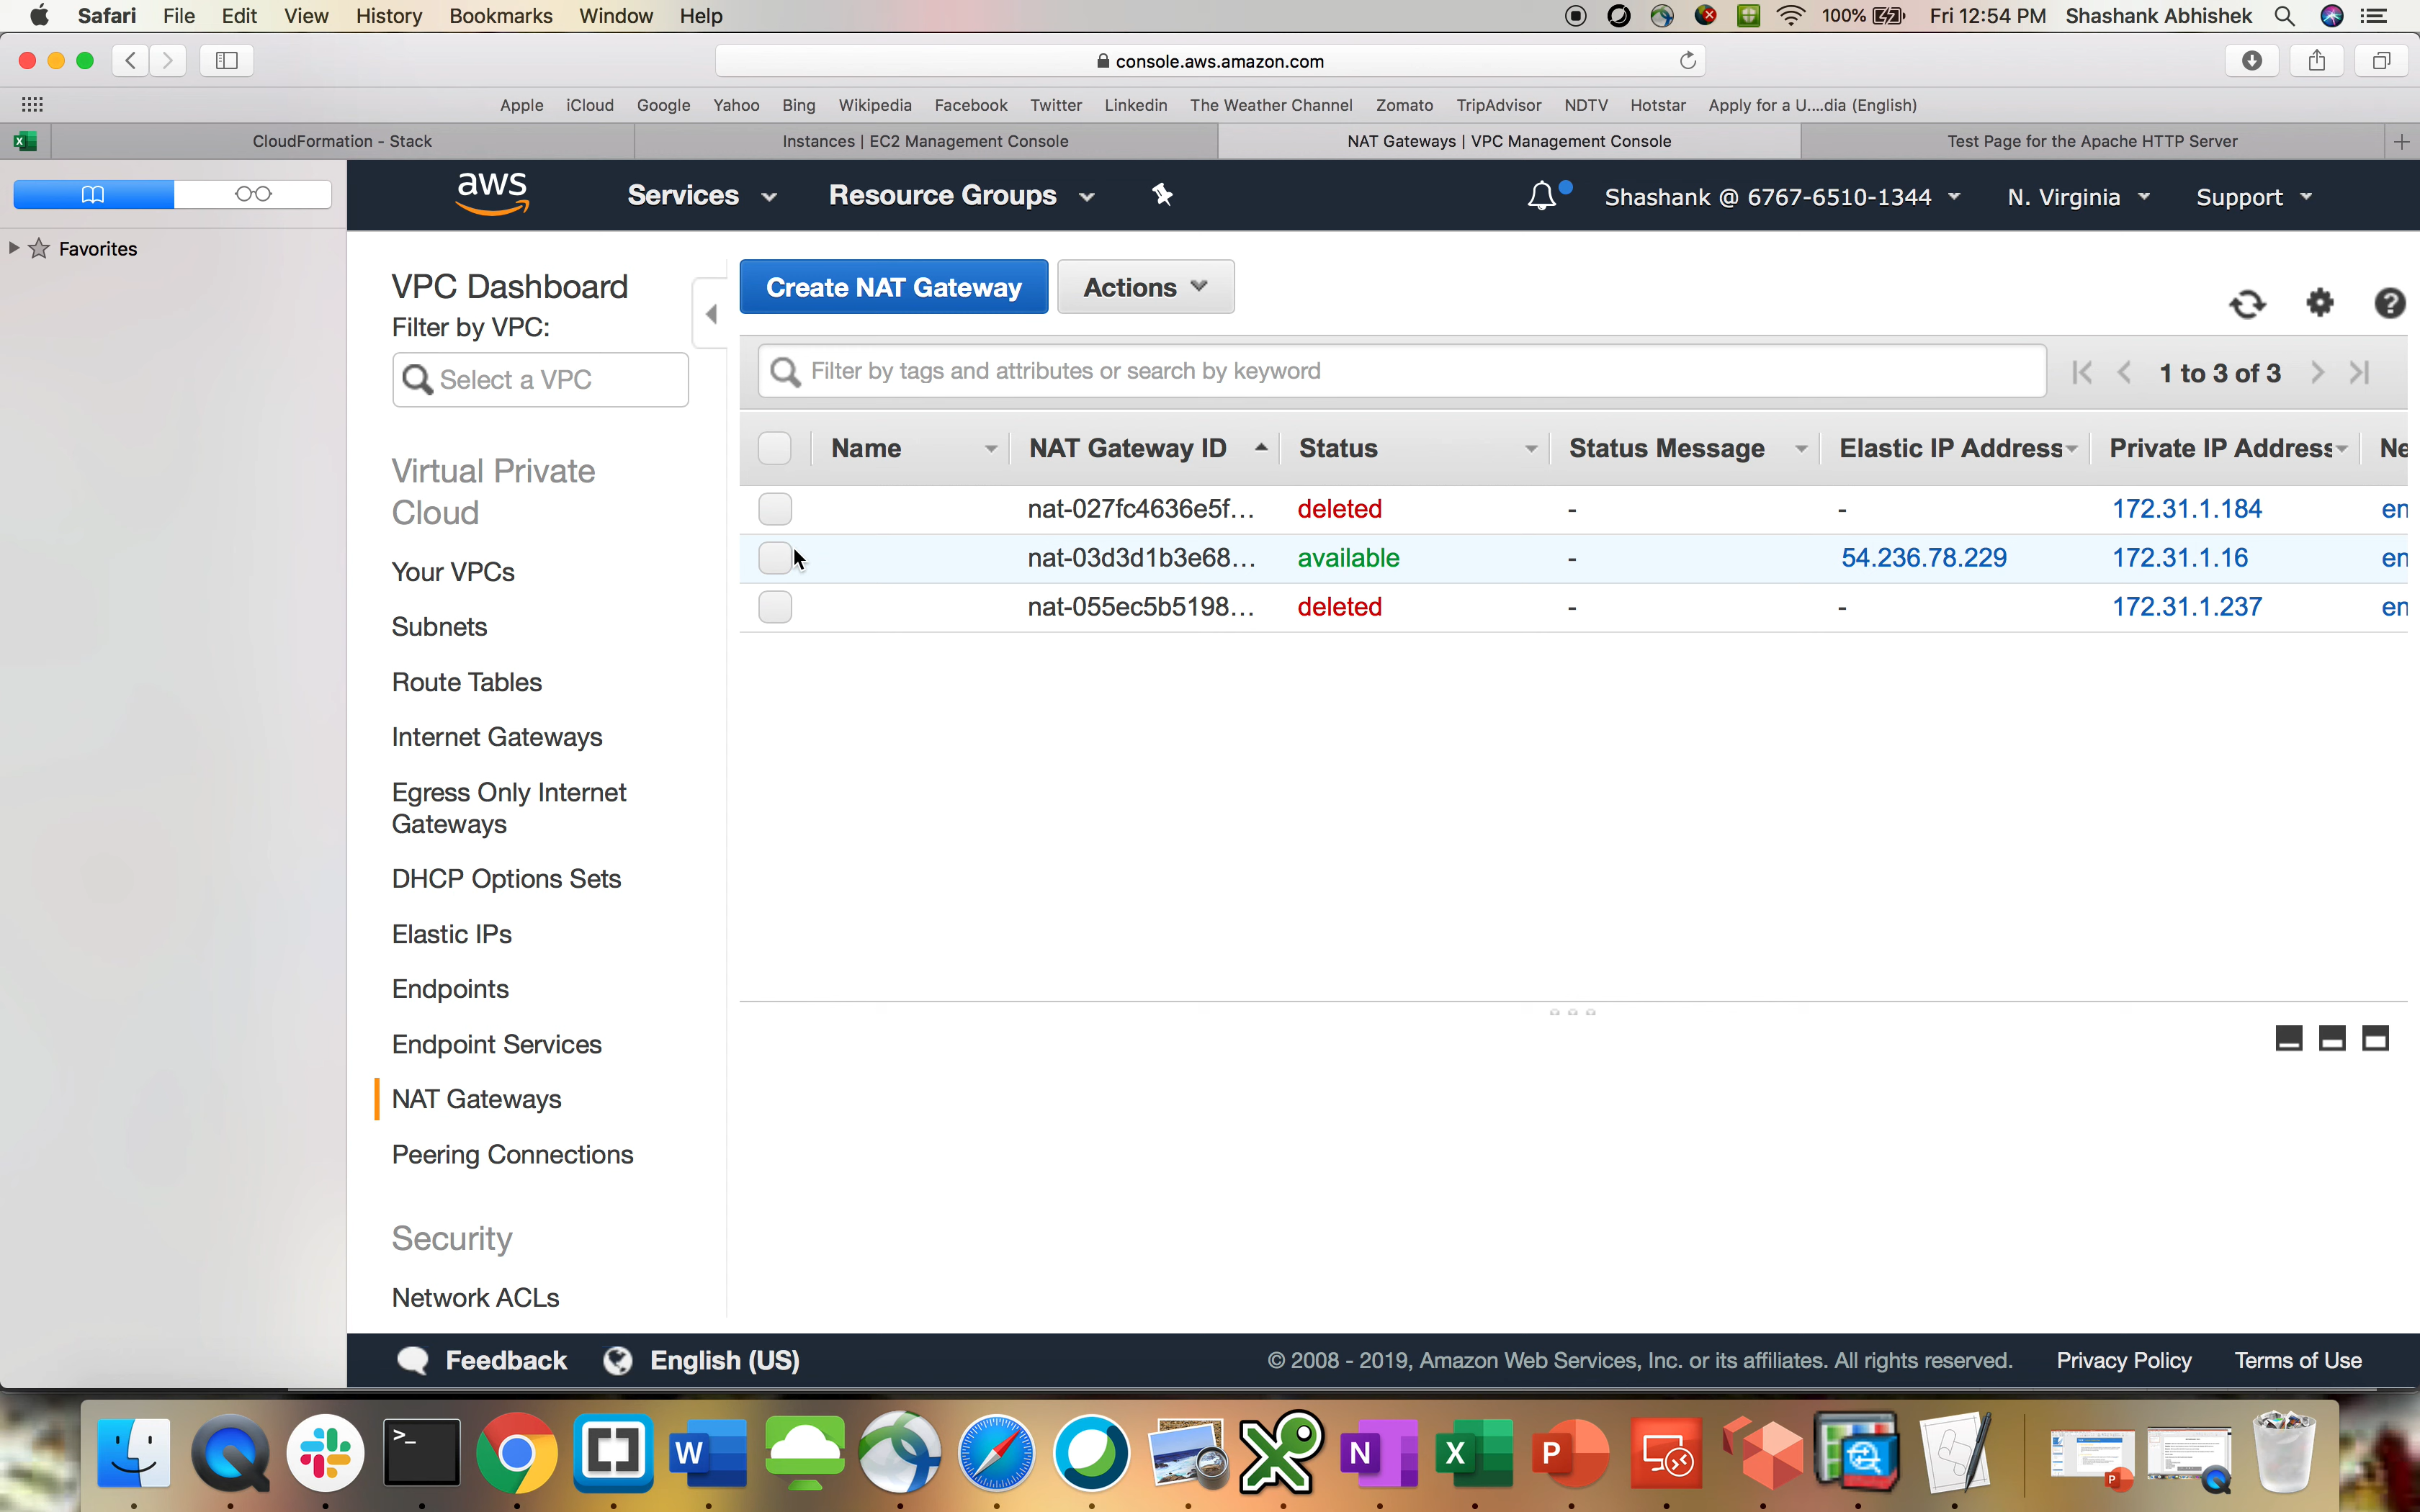 Safari File Edit View History Bookmarks Window Help 100% Fri 12:54 PM Shashank Abhishek
console.aws.amazon.com
Apple iCloud Google Yahoo Bing Wikipedia Facebook Twitter Linkedin The Weather Channel Zomato TripAdvisor NDTV Hotstar Apply for a U....dia (English)
CloudFormation - Stack Instances | EC2 Management Console NAT Gateways | VPC Management Console Test Page for the Apache HTTP Server
aws Services Resource Groups Shashank @ 6767-6510-1344 N. Virginia Support
Favorites
VPC Dashboard
Filter by VPC:
Select a VPC
Virtual Private
Cloud
Your VPCs
Subnets
Route Tables
Internet Gateways
Egress Only Internet
Gateways
DHCP Options Sets
Elastic IPs
Endpoints
Endpoint Services
NAT Gateways
Peering Connections
Security
Network ACLs
Create NAT Gateway Actions
Filter by tags and attributes or search by keyword 1 to 3 of 3
Name NAT Gateway ID Status Status Message Elastic IP Address Private IP Address Ne
nat-027fc4636e5f... deleted - - 172.31.1.184 en
nat-03d3d1b3e68... available - 54.236.78.229 172.31.1.16 en
nat-055ec5b5198... deleted - - 172.31.1.237 en
Feedback English (US) © 2008 - 2019, Amazon Web Services, Inc. or its affiliates. All rights reserved. Privacy Policy Terms of Use